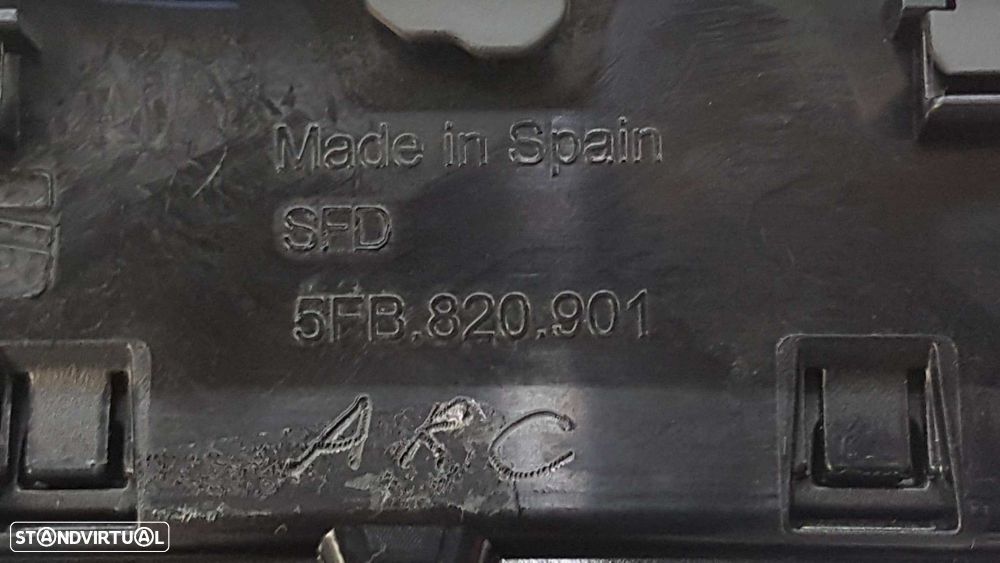 Made in Spain
SFD
5FB.820.901
ARC
STANDVIRTUAL